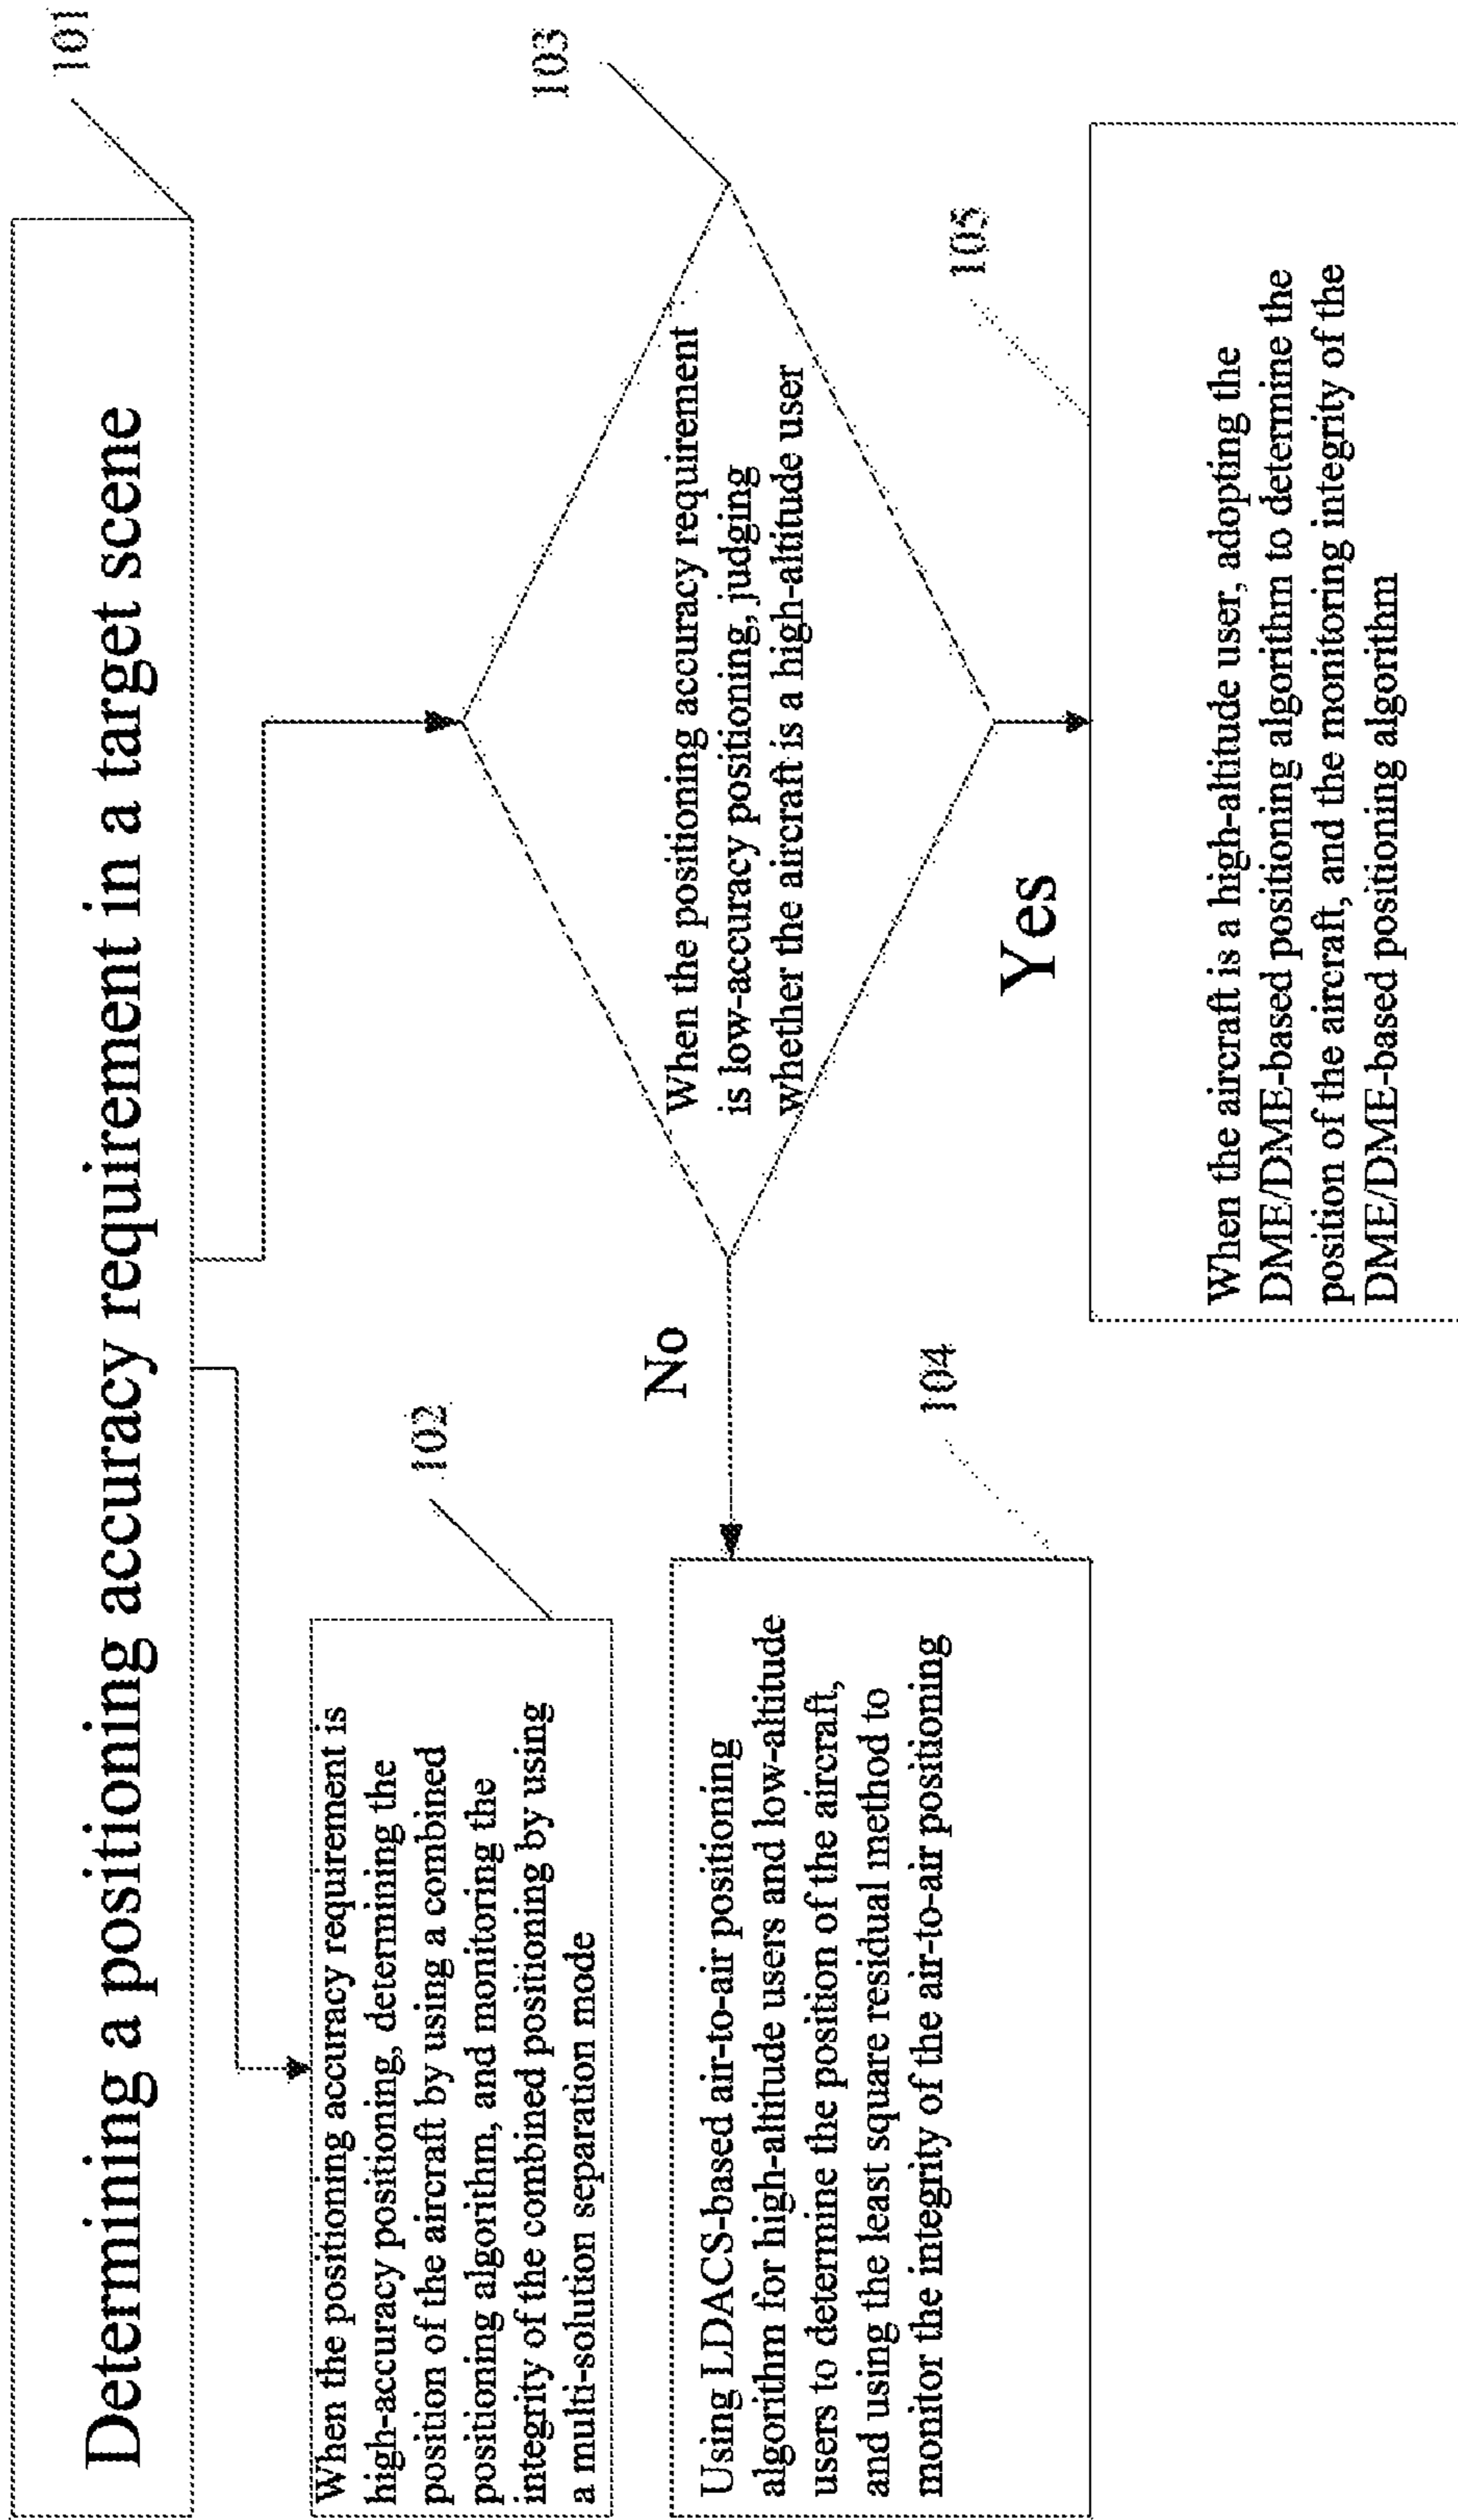 Determining a positioning accuracy requirement in a target scene
101
When the positioning accuracy requirement is
high-accuracy positioning, determining the
position of the aircraft by using a combined
positioning algorithm, and monitoring the
integrity of the combined positioning by using
a multi-solution separation mode
102
When the positioning accuracy requirement
is low-accuracy positioning, judging
whether the aircraft is a high-altitude user
103
No
Yes
Using LDACS-based air-to-air positioning
algorithm for high-altitude users and low-altitude
users to determine the position of the aircraft,
and using the least square residual method to
monitor the integrity of the air-to-air positioning
104
When the aircraft is a high-altitude user, adopting the
DME/DME-based positioning algorithm to determine the
position of the aircraft, and the monitoring integrity of the
DME/DME-based positioning algorithm
105